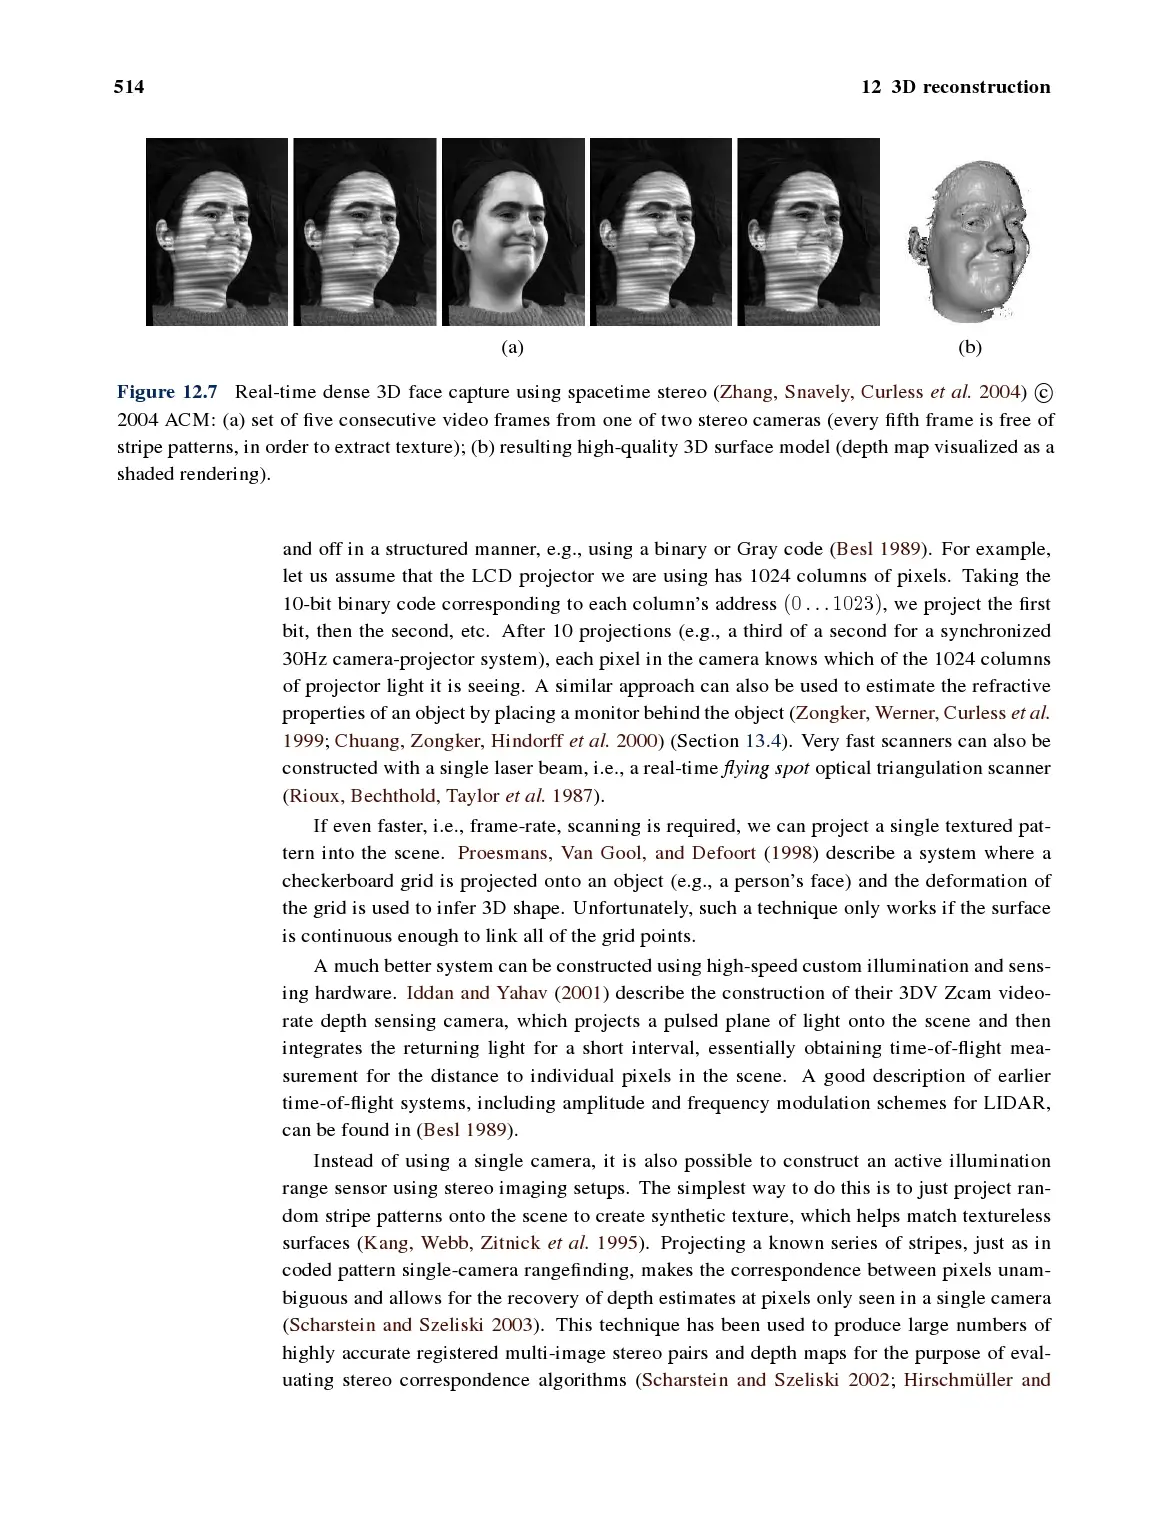 514
12 3D reconstruction
(a)
(b)
Figure 12.7 Real-time dense 3D face capture using spacetime stereo (Zhang, Snavely, Curless et al. 2004) ©
2004 ACM: (a) set of five consecutive video frames from one of two stereo cameras (every fifth frame is free of
stripe patterns, in order to extract texture); (b) resulting high-quality 3D surface model (depth map visualized as a
shaded rendering).
and off in a structured manner, e.g., using a binary or Gray code (Besl 1989). For example,
let us assume that the LCD projector we are using has 1024 columns of pixels. Taking the
10-bit binary code corresponding to each column's address (0 . . . 1023), we project the first
bit, then the second, etc. After 10 projections (e.g., a third of a second for a synchronized
30Hz camera-projector system), each pixel in the camera knows which of the 1024 columns
of projector light it is seeing. A similar approach can also be used to estimate the refractive
properties of an object by placing a monitor behind the object (Zongker, Werner, Curless et al.
1999; Chuang, Zongker, Hindorff et al. 2000) (Section 13.4). Very fast scanners can also be
constructed with a single laser beam, i.e., a real-time flying spot optical triangulation scanner
(Rioux, Bechthold, Taylor et al. 1987).
If even faster, i.e., frame-rate, scanning is required, we can project a single textured pat-
tern into the scene. Proesmans, Van Gool, and Defoort (1998) describe a system where a
checkerboard grid is projected onto an object (e.g., a person's face) and the deformation of
the grid is used to infer 3D shape. Unfortunately, such a technique only works if the surface
is continuous enough to link all of the grid points.
A much better system can be constructed using high-speed custom illumination and sens-
ing hardware. Iddan and Yahav (2001) describe the construction of their 3DV Zcam video-
rate depth sensing camera, which projects a pulsed plane of light onto the scene and then
integrates the returning light for a short interval, essentially obtaining time-of-flight mea-
surement for the distance to individual pixels in the scene. A good description of earlier
time-of-flight systems, including amplitude and frequency modulation schemes for LIDAR,
can be found in (Besl 1989).
Instead of using a single camera, it is also possible to construct an active illumination
range sensor using stereo imaging setups. The simplest way to do this is to just project ran-
dom stripe patterns onto the scene to create synthetic texture, which helps match textureless
surfaces (Kang, Webb, Zitnick et al. 1995). Projecting a known series of stripes, just as in
coded pattern single-camera rangefinding, makes the correspondence between pixels unam-
biguous and allows for the recovery of depth estimates at pixels only seen in a single camera
(Scharstein and Szeliski 2003). This technique has been used to produce large numbers of
highly accurate registered multi-image stereo pairs and depth maps for the purpose of eval-
uating stereo correspondence algorithms (Scharstein and Szeliski 2002; Hirschmüller and